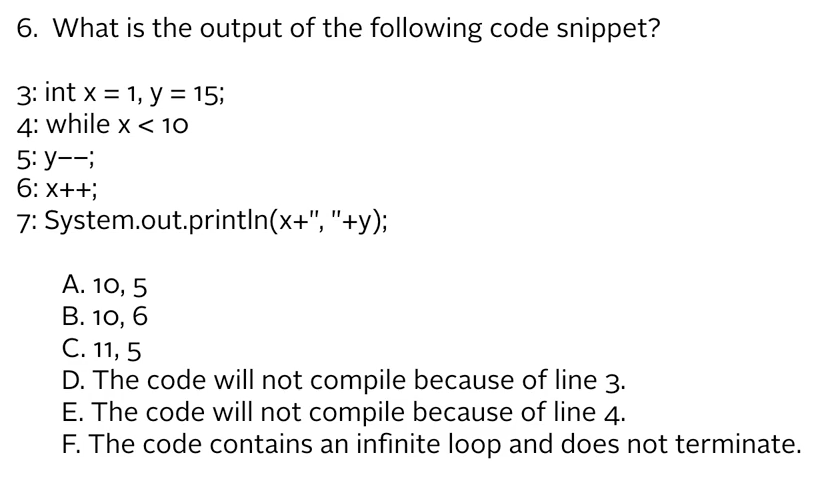 6. What is the output of the following code snippet?
3: int x = 1, y = 15;
4: while x < 10
5: y––;
6: x++;
7: System.out.println(x+", "+y);
A. 10, 5
B. 10, 6
C. 11, 5
D. The code will not compile because of line 3.
E. The code will not compile because of line 4.
F. The code contains an infinite loop and does not terminate.